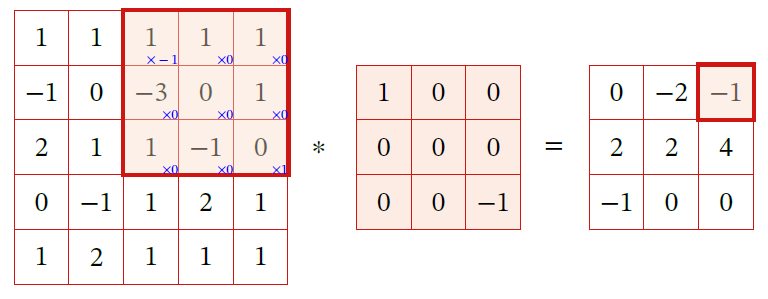 1 1 1 1 1
×−1 ×0 ×0
−1 0 −3 0 1 1 0 0 0 −2 −1
×0 ×0 ×0
2 1 1 −1 0 * 0 0 0 = 2 2 4
×0 ×0 ×1
0 −1 1 2 1 0 0 −1 −1 0 0
1 2 1 1 1